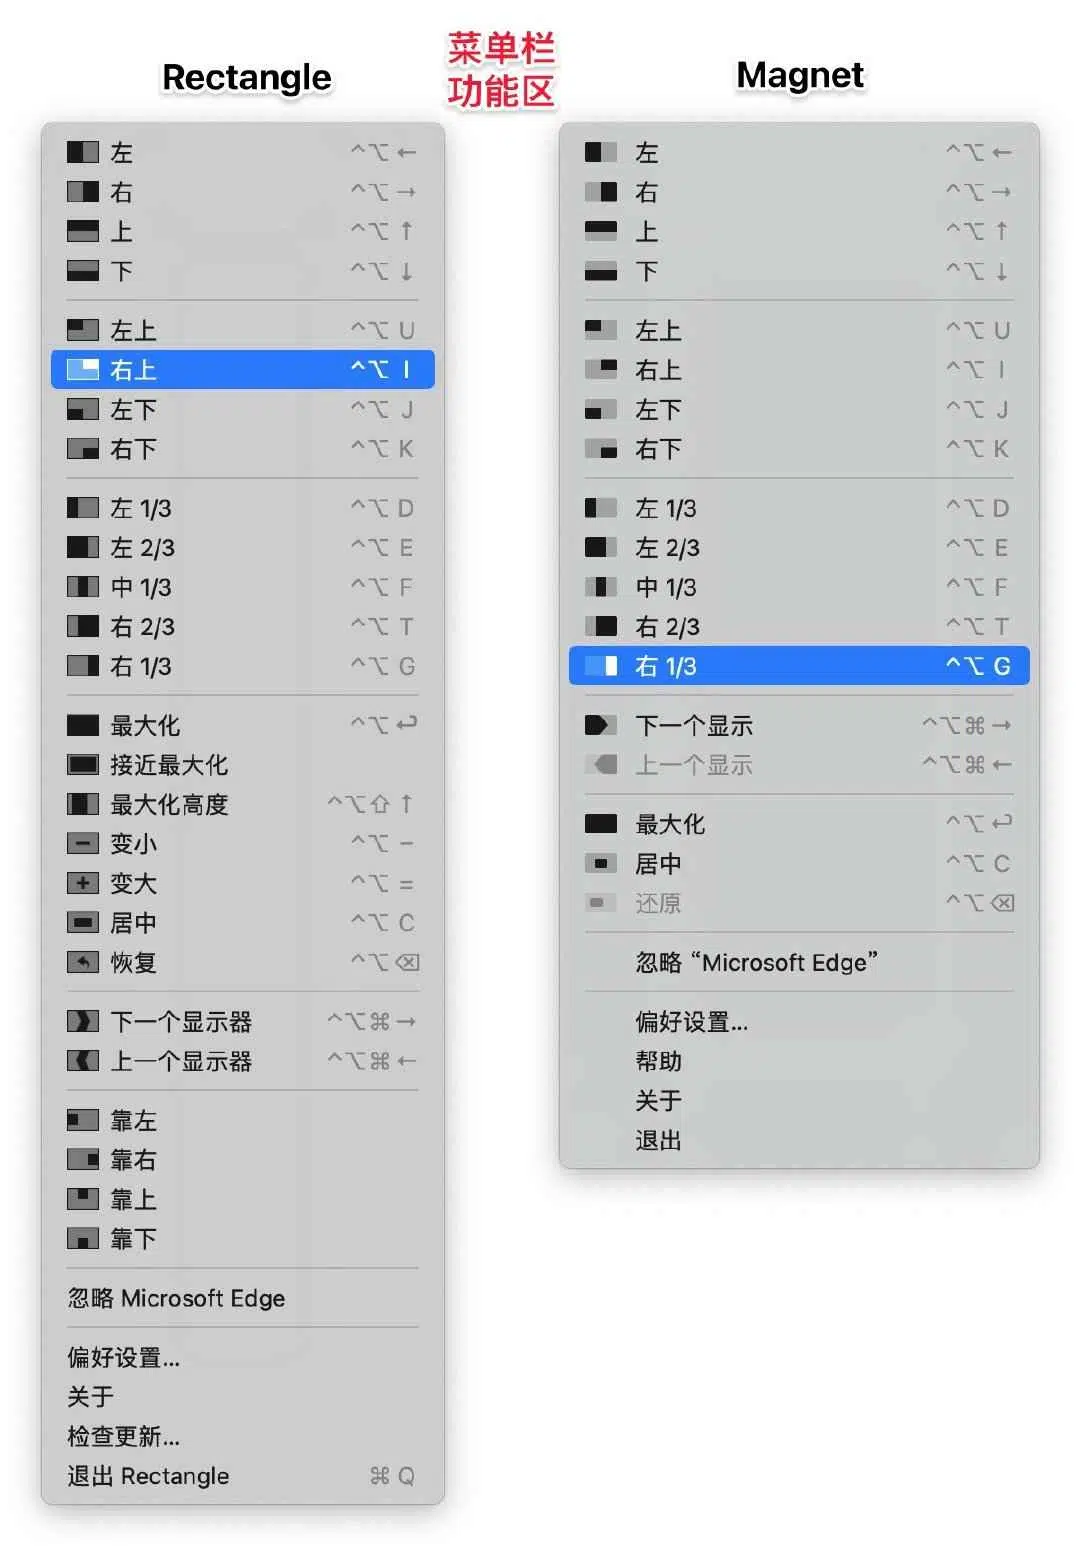 菜单栏
功能区
Rectangle
左 ^⌥ ←
右 ^⌥ →
上 ^⌥ ↑
下 ^⌥ ↓
左上 ^⌥ U
右上 ^⌥ I
左下 ^⌥ J
右下 ^⌥ K
左 1/3 ^⌥ D
左 2/3 ^⌥ E
中 1/3 ^⌥ F
右 2/3 ^⌥ T
右 1/3 ^⌥ G
最大化 ^⌥ ↩
接近最大化
最大化高度 ^⌥⇧ ↑
变小 ^⌥ −
变大 ^⌥ =
居中 ^⌥ C
恢复 ^⌥ ⌫
下一个显示器 ^⌥⌘ →
上一个显示器 ^⌥⌘ ←
靠左
靠右
靠上
靠下
忽略 Microsoft Edge
偏好设置...
关于
检查更新...
退出 Rectangle ⌘ Q
Magnet
左 ^⌥ ←
右 ^⌥ →
上 ^⌥ ↑
下 ^⌥ ↓
左上 ^⌥ U
右上 ^⌥ I
左下 ^⌥ J
右下 ^⌥ K
左 1/3 ^⌥ D
左 2/3 ^⌥ E
中 1/3 ^⌥ F
右 2/3 ^⌥ T
右 1/3 ^⌥ G
下一个显示 ^⌥⌘ →
上一个显示 ^⌥⌘ ←
最大化 ^⌥ ↩
居中 ^⌥ C
还原 ^⌥ ⌫
忽略 “Microsoft Edge”
偏好设置...
帮助
关于
退出